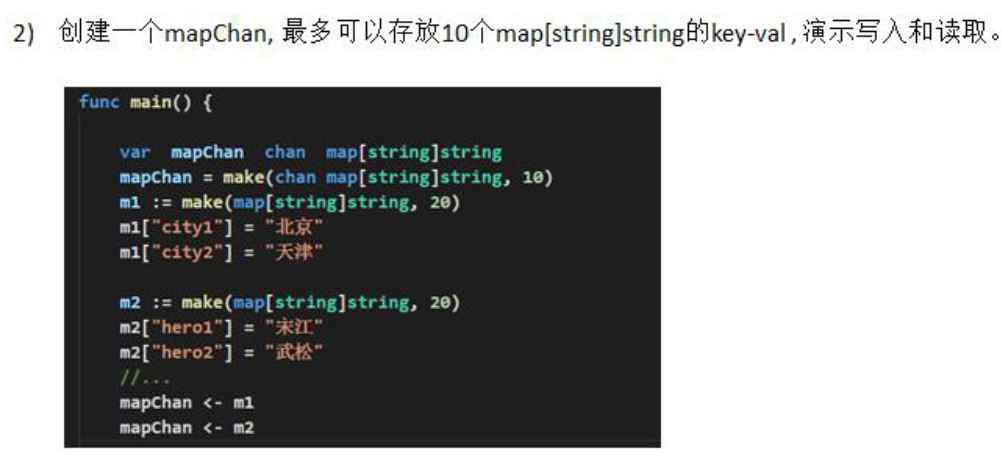 2) 创建一个mapChan, 最多可以存放10个map[string]string的key-val,演示写入和读取。
func main() {
var mapChan chan map[string]string
mapChan = make(chan map[string]string, 10)
m1 := make(map[string]string, 20)
m1["city1"] = "北京"
m1["city2"] = "天津"
m2 := make(map[string]string, 20)
m2["hero1"] = "宋江"
m2["hero2"] = "武松"
//...
mapChan <- m1
mapChan <- m2